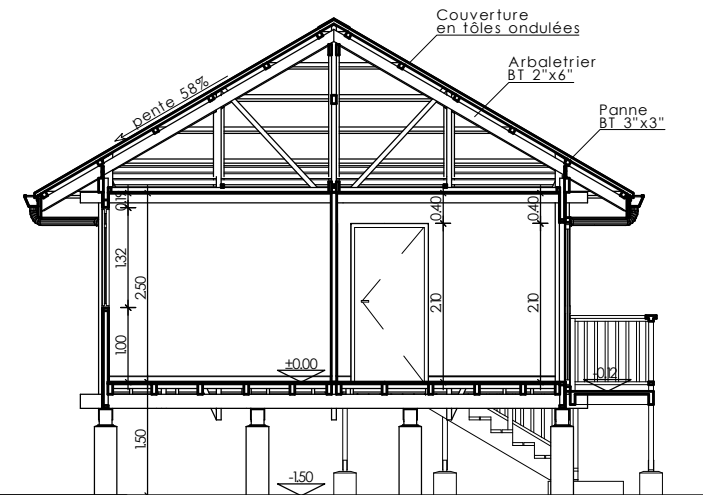 Couverture
en tôles ondulées
Arbaletrier
BT 2"x6"
Panne
BT 3"x3"
pente 58%
0.19
0.40
0.40
1.32
2.50
2.10
2.10
1.00
±0.00
-0.12
1.50
-1.50